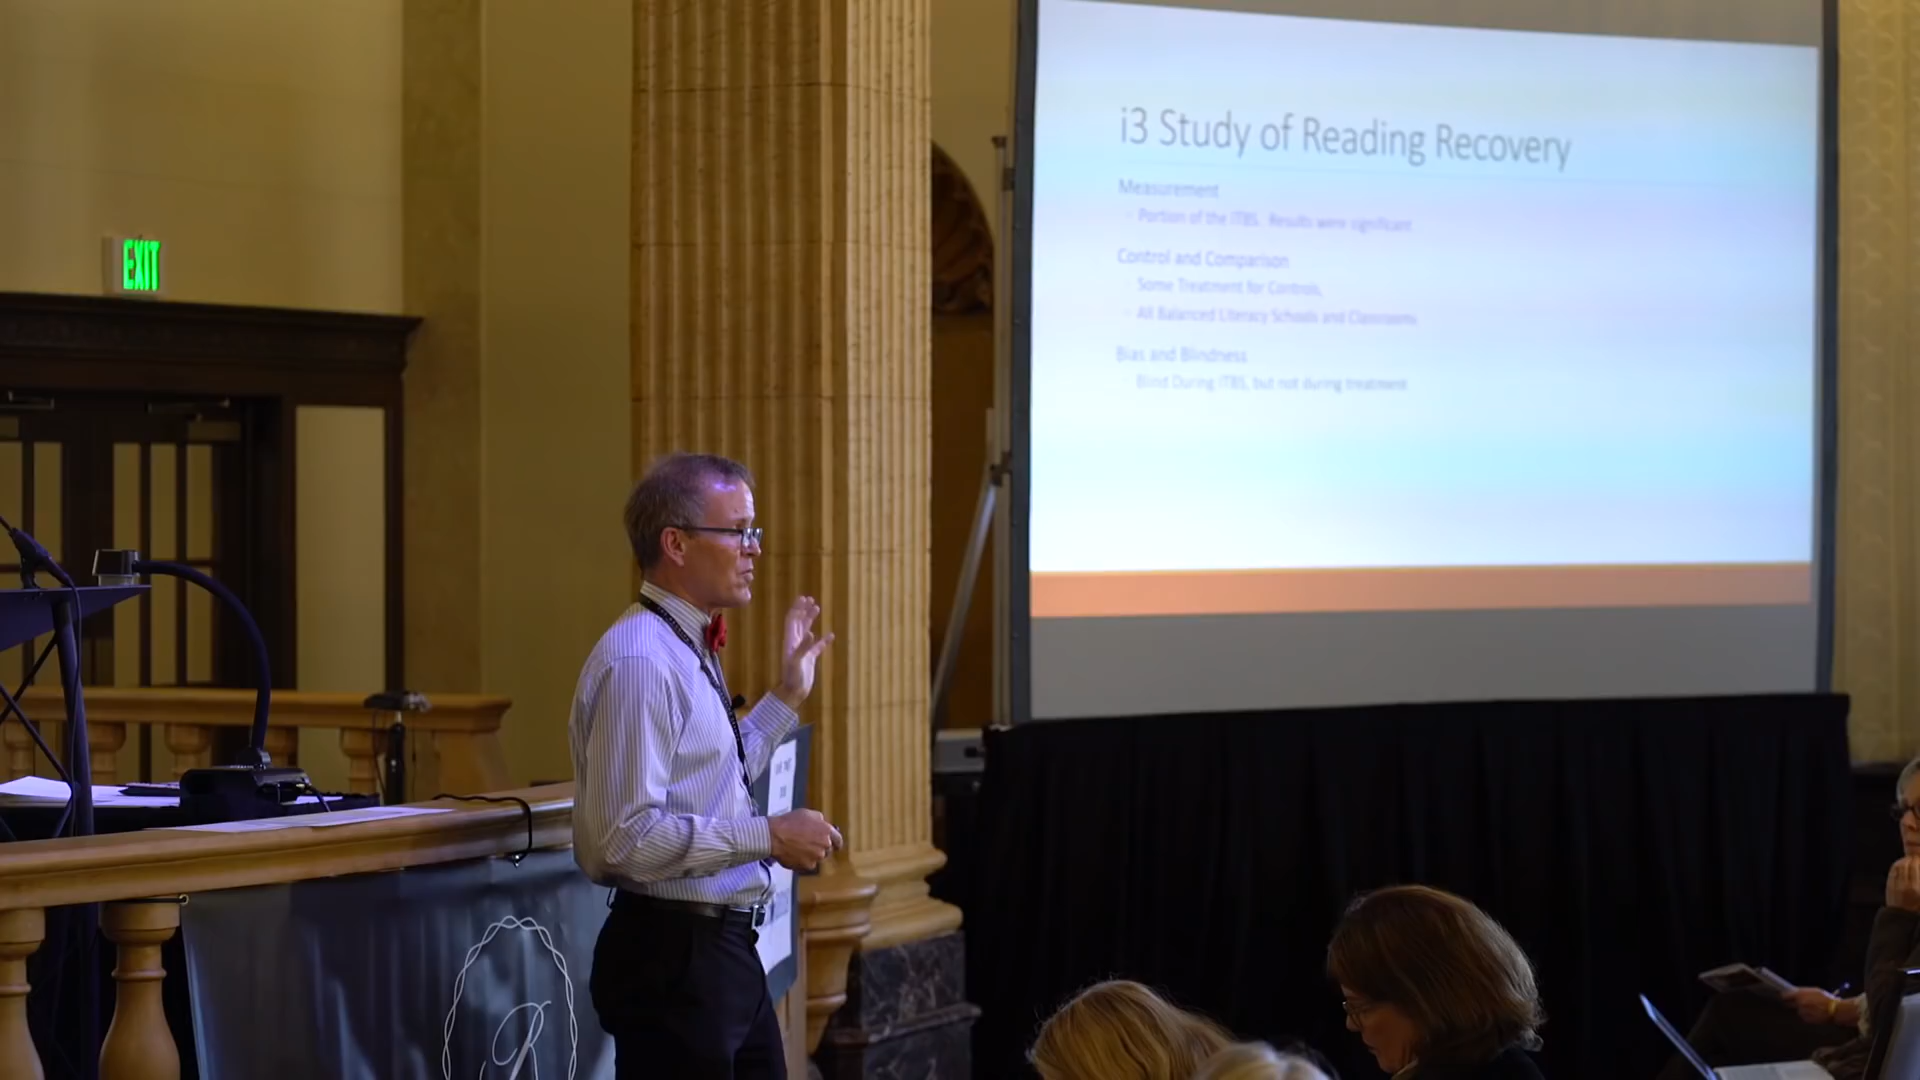 EXIT
i3 Study of Reading Recovery
Measurement
Portion of the ITBS. Results were significant
Control and Comparison
Some Treatment for Controls,
All Balanced Literacy Schools and Classrooms
Bias and Blindness
Blind During ITBS, but not during treatment
R